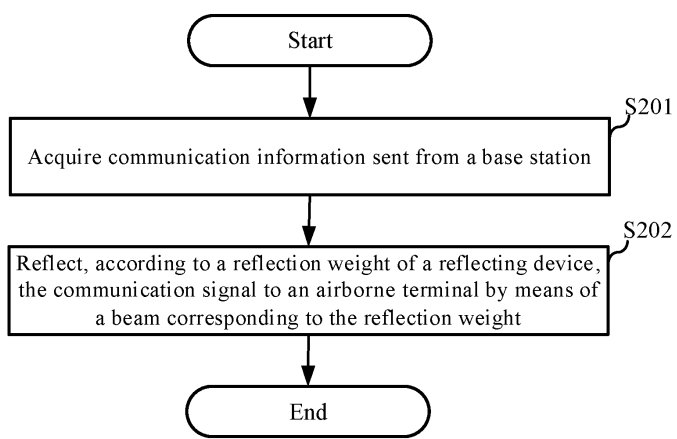 Start
S201
Acquire communication information sent from a base station
S202
Reflect, according to a reflection weight of a reflecting device,
the communication signal to an airborne terminal by means of
a beam corresponding to the reflection weight
End